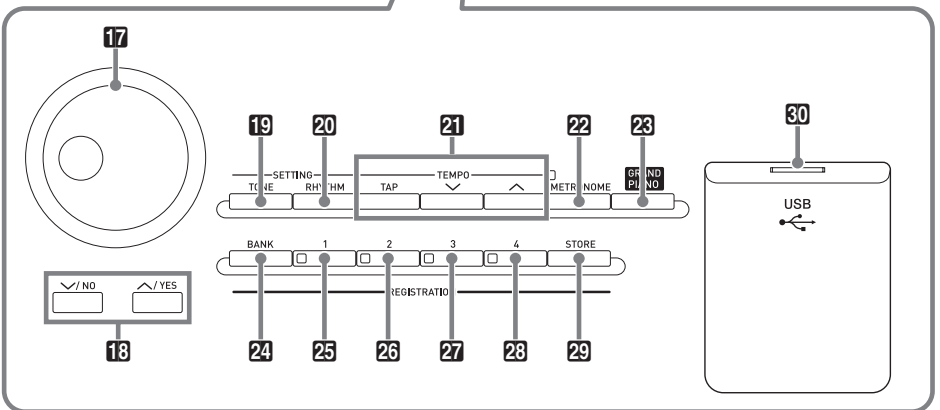 17
19 20 21 22 23 30
SETTING TEMPO
TONE RHYTHM TAP METRONOME GRAND PIANO
USB
BANK 1 2 3 4 STORE
REGISTRATION
/ NO / YES
18 24 25 26 27 28 29